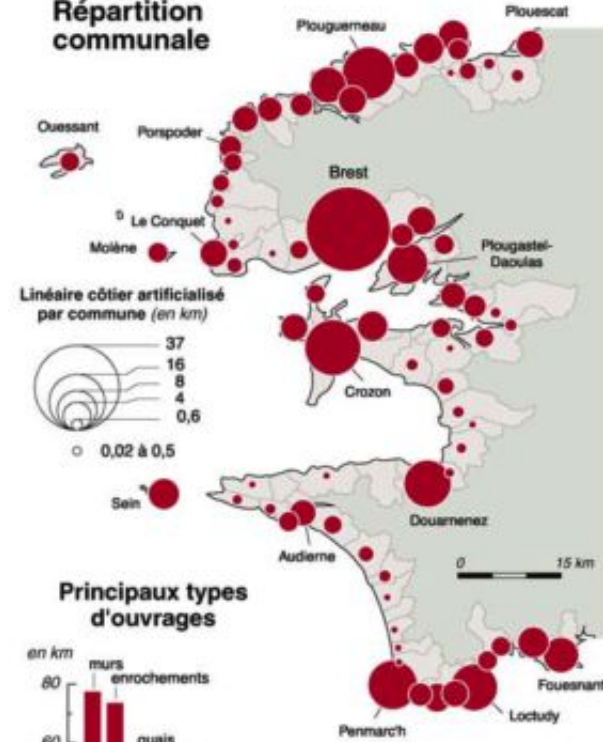 Répartition
communale
Plouescat
Plouguerneau
Ouessant
Porspoder
Brest
Le Conquet
Molène
Plougastel-
Daoulas
Linéaire côtier artificialisé
par commune (en km)
37
16
8
4
0,6
0,02 à 0,5
Crozon
Sein
Douarnenez
Audierne
0 15 km
Principaux types
d'ouvrages
en km
murs
enrochements
80
60
quais
Fouesnant
Loctudy
Penmarc'h